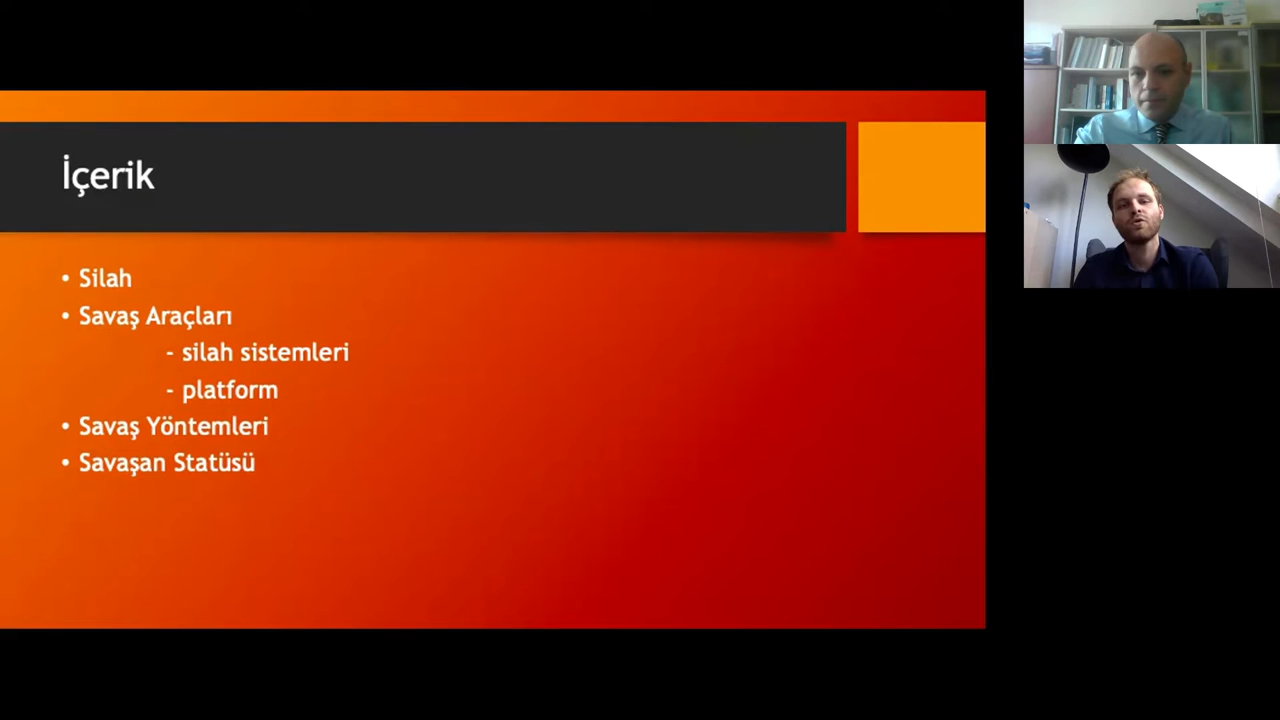 İçerik
• Silah
• Savaş Araçları
- silah sistemleri
- platform
• Savaş Yöntemleri
• Savaşan Statüsü